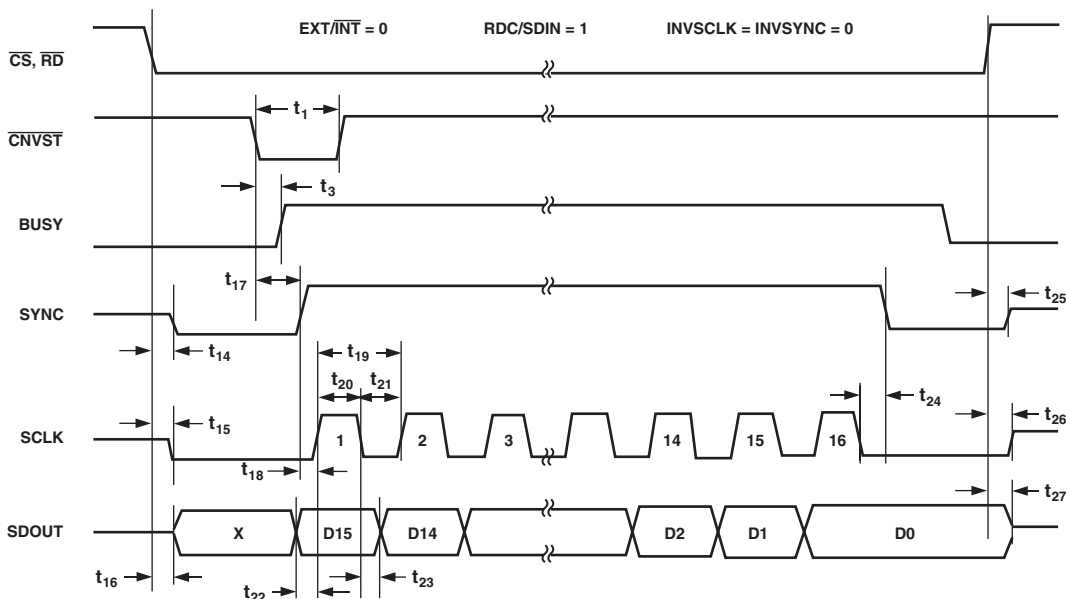 EXT/INT = 0 RDC/SDIN = 1 INVSCLK = INVSYNC = 0
CS, RD
t1
CNVST
t3
BUSY
t17
SYNC
t25
t14
t19
t20 t21
t24
t26
t15
SCLK
1 2 3 14 15 16
t18
t27
SDOUT
X D15 D14 D2 D1 D0
t16
t22
t23